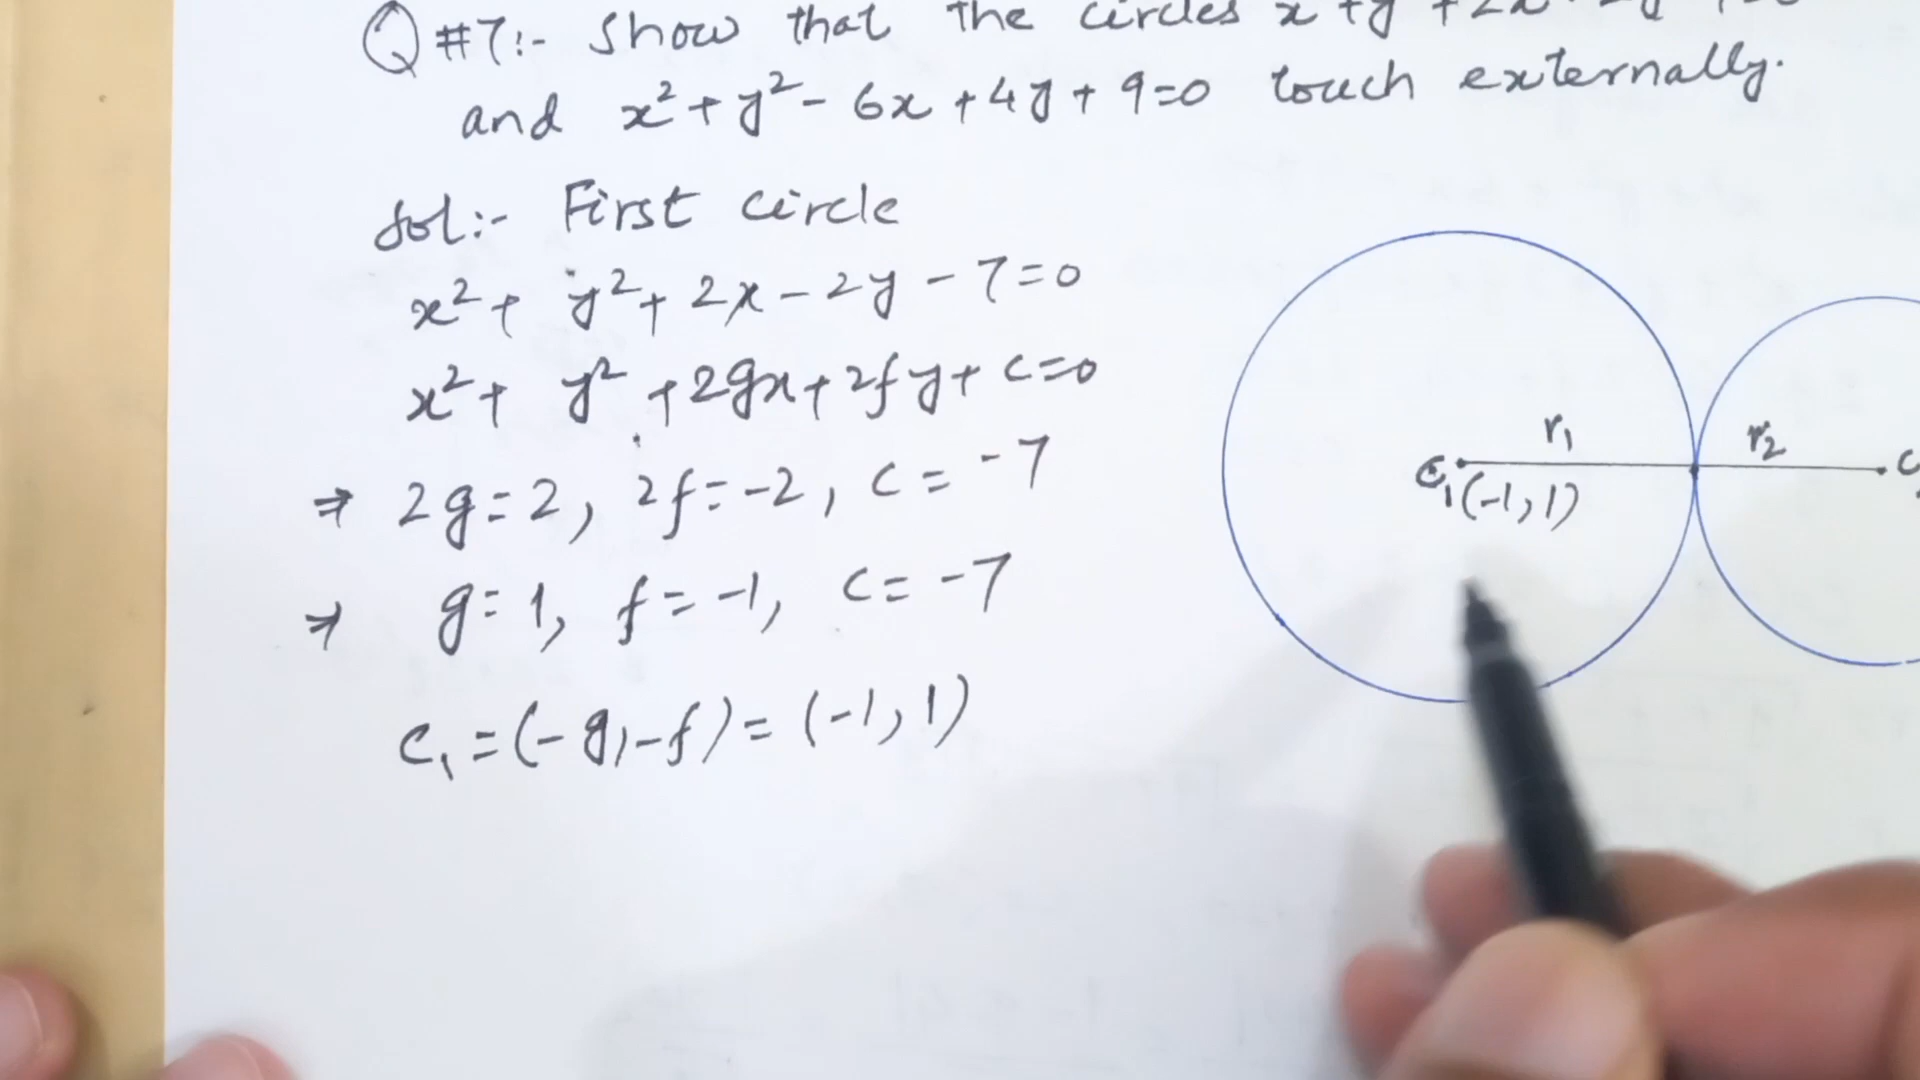 Q #7:- Show that the circles x + y + 2x
and x² + y² - 6x + 4y + 9 = 0 touch externally.
Sol:- First circle
x² + y² + 2x - 2y - 7 = 0
x² + y² + 2gx + 2fy + c = 0
⇒ 2g = 2, 2f = -2, c = -7
⇒ g = 1, f = -1, c = -7
C₁ = (-g, -f) = (-1, 1)
r₁
r₂
C₁(-1, 1)
C